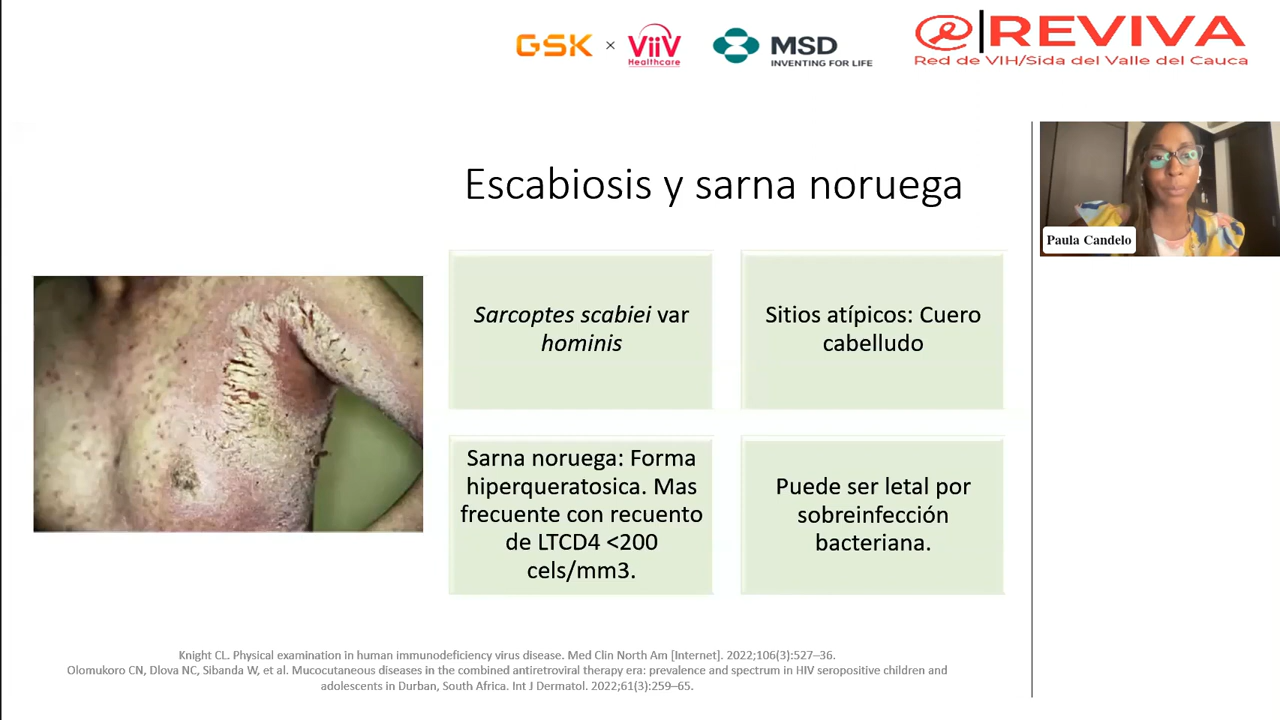 GSK × ViiV Healthcare MSD INVENTING FOR LIFE
REVIVA
Red de VIH/Sida del Valle del Cauca
Escabiosis y sarna noruega
Paula Candelo
Sarcoptes scabiei var
hominis
Sitios atípicos: Cuero
cabelludo
Sarna noruega: Forma
hiperqueratosica. Mas
frecuente con recuento
de LTCD4 <200
cels/mm3.
Puede ser letal por
sobreinfección
bacteriana.
Knight CL. Physical examination in human immunodeficiency virus disease. Med Clin North Am [Internet]. 2022;106(3):527–36.
Olomukoro CN, Dlova NC, Sibanda W, et al. Mucocutaneous diseases in the combined antiretroviral therapy era: prevalence and spectrum in HIV seropositive children and
adolescents in Durban, South Africa. Int J Dermatol. 2022;61(3):259–65.